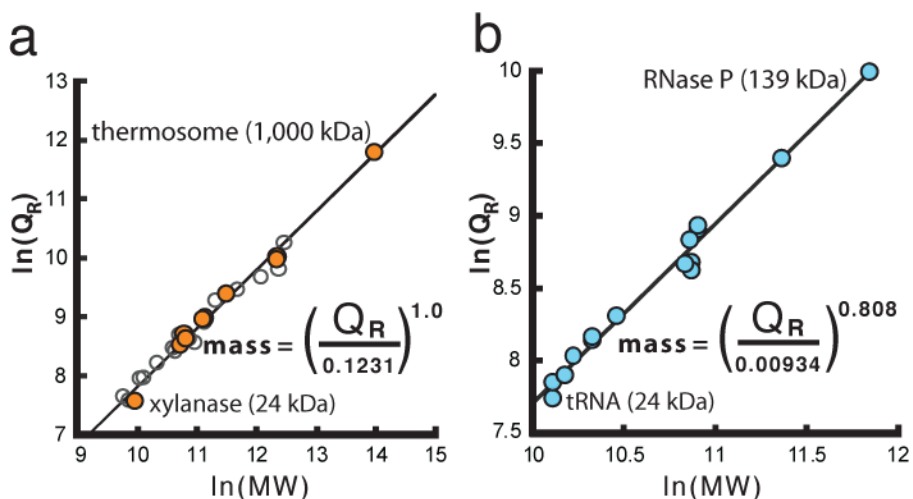 a
13
12
11
10
9
8
7
ln(QR)
thermosome (1,000 kDa)
mass = (QR/0.1231)^1.0
xylanase (24 kDa)
9 10 11 12 13 14 15
ln(MW)
b
10
9.5
9
8.5
8
7.5
ln(QR)
RNase P (139 kDa)
mass = (QR/0.00934)^0.808
tRNA (24 kDa)
10 10.5 11 11.5 12
ln(MW)